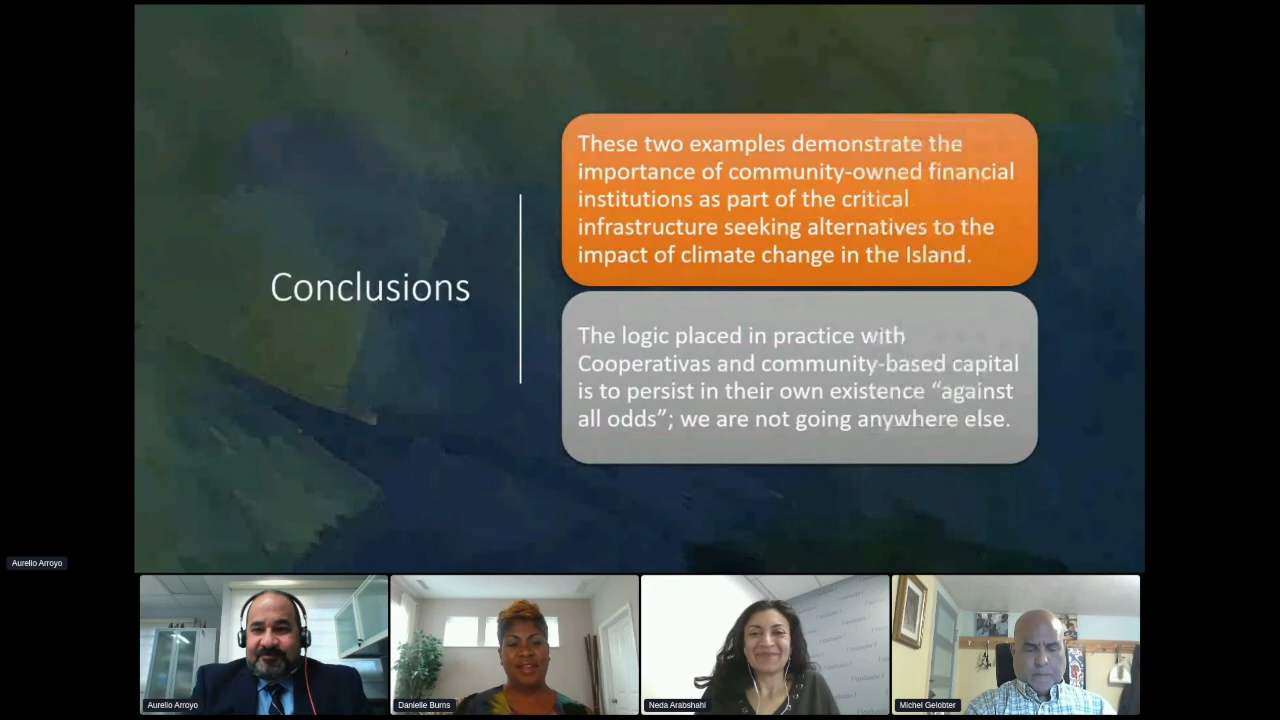 Conclusions
These two examples demonstrate the
importance of community-owned financial
institutions as part of the critical
infrastructure seeking alternatives to the
impact of climate change in the Island.
The logic placed in practice with
Cooperativas and community-based capital
is to persist in their own existence “against
all odds”; we are not going anywhere else.
Aurelio Arroyo
Aurelio Arroyo
Danielle Burns
Neda Arabshahi
Michel Gelobter